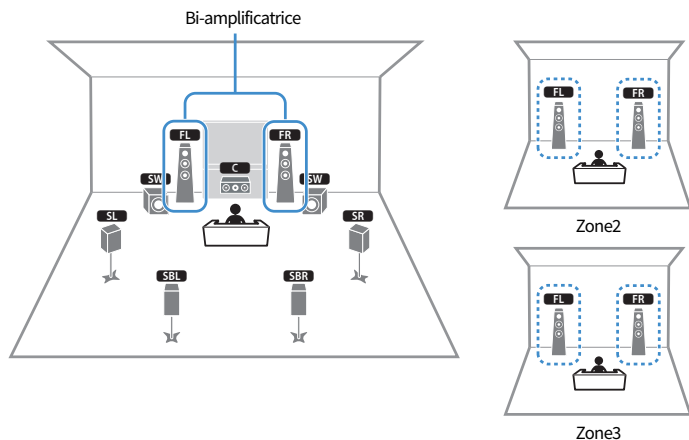 Bi-amplificatrice
FL
FR
C
SW
SW
SL
SR
SBL
SBR
FL
FR
Zone2
FL
FR
Zone3